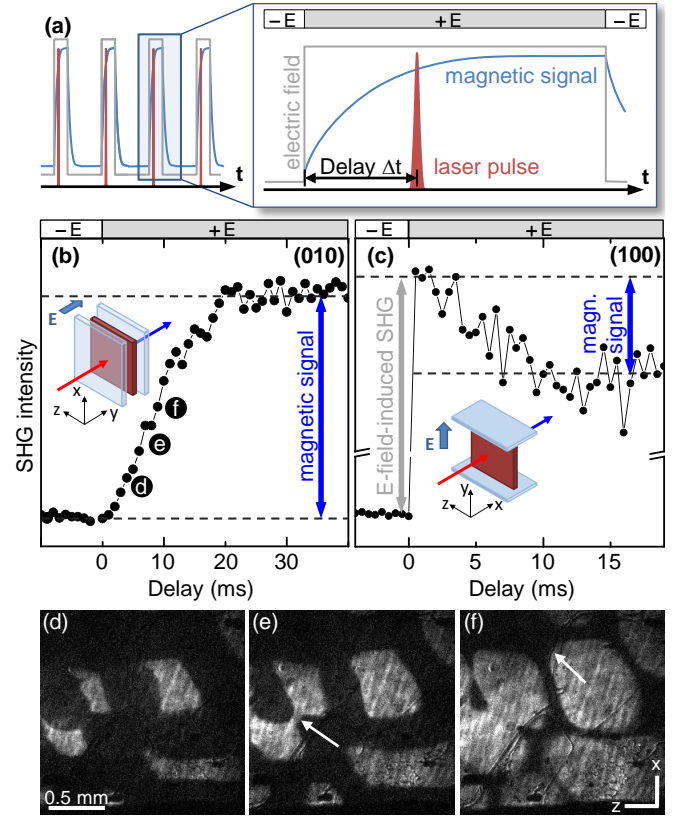 (a)
t
− E
+ E
− E
electric field
magnetic signal
Delay Δt
laser pulse
t
− E
+ E
(b)
(010)
E
x
z
y
d
e
f
magnetic signal
SHG intensity
0
10
20
30
40
Delay (ms)
− E
+ E
(c)
(100)
E-field-induced SHG
magn.
signal
E
y
z
x
0
5
10
15
Delay (ms)
(d)
0.5 mm
(e)
(f)
x
z